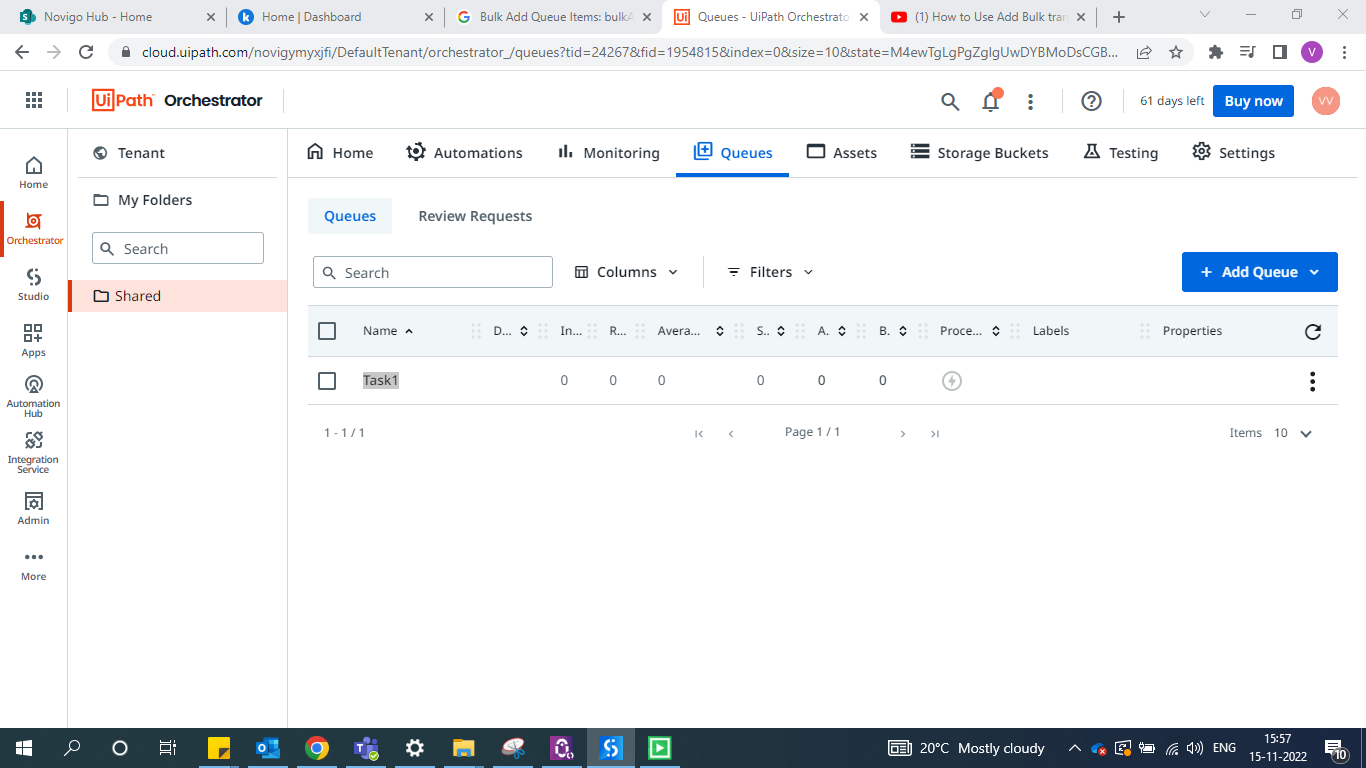 Novigo Hub - Home
Home | Dashboard
Bulk Add Queue Items: bulkA
Queues - UiPath Orchestrato
(1) How to Use Add Bulk tran
cloud.uipath.com/novigymyxjfi/DefaultTenant/orchestrator_/queues?tid=24267&fid=1954815&index=0&size=10&state=M4ewTgLgPgZglgUwDYBMoDsCGB...
V
UiPath Orchestrator
61 days left
Buy now
VV
Home
Orchestrator
Studio
Apps
Automation Hub
Integration Service
Admin
More
Tenant
My Folders
Search
Shared
Home Automations Monitoring Queues Assets Storage Buckets Testing Settings
Queues Review Requests
Search Columns Filters + Add Queue
Name D... In... R... Avera... S.. A. B. Proce... Labels Properties
Task1 0 0 0 0 0 0
1 - 1 / 1 Page 1 / 1 Items 10
20°C Mostly cloudy ENG 15:57
15-11-2022
10